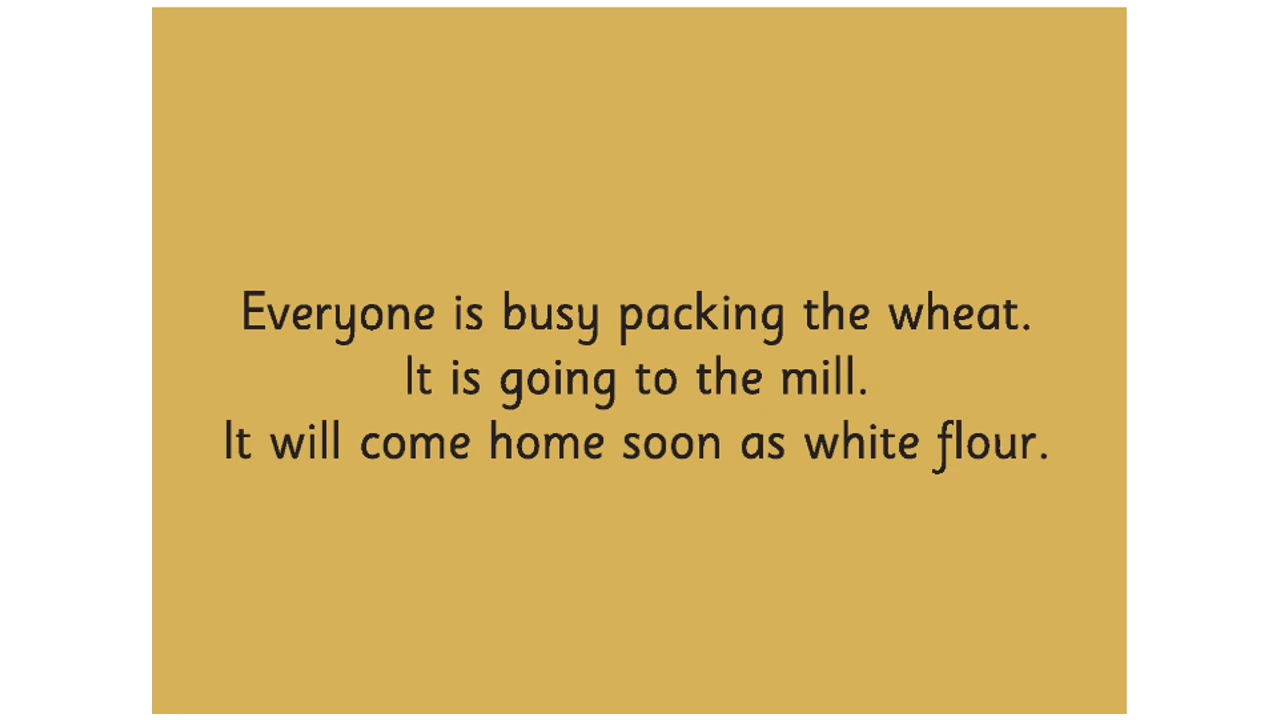 Everyone is busy packing the wheat.
It is going to the mill.
It will come home soon as white flour.